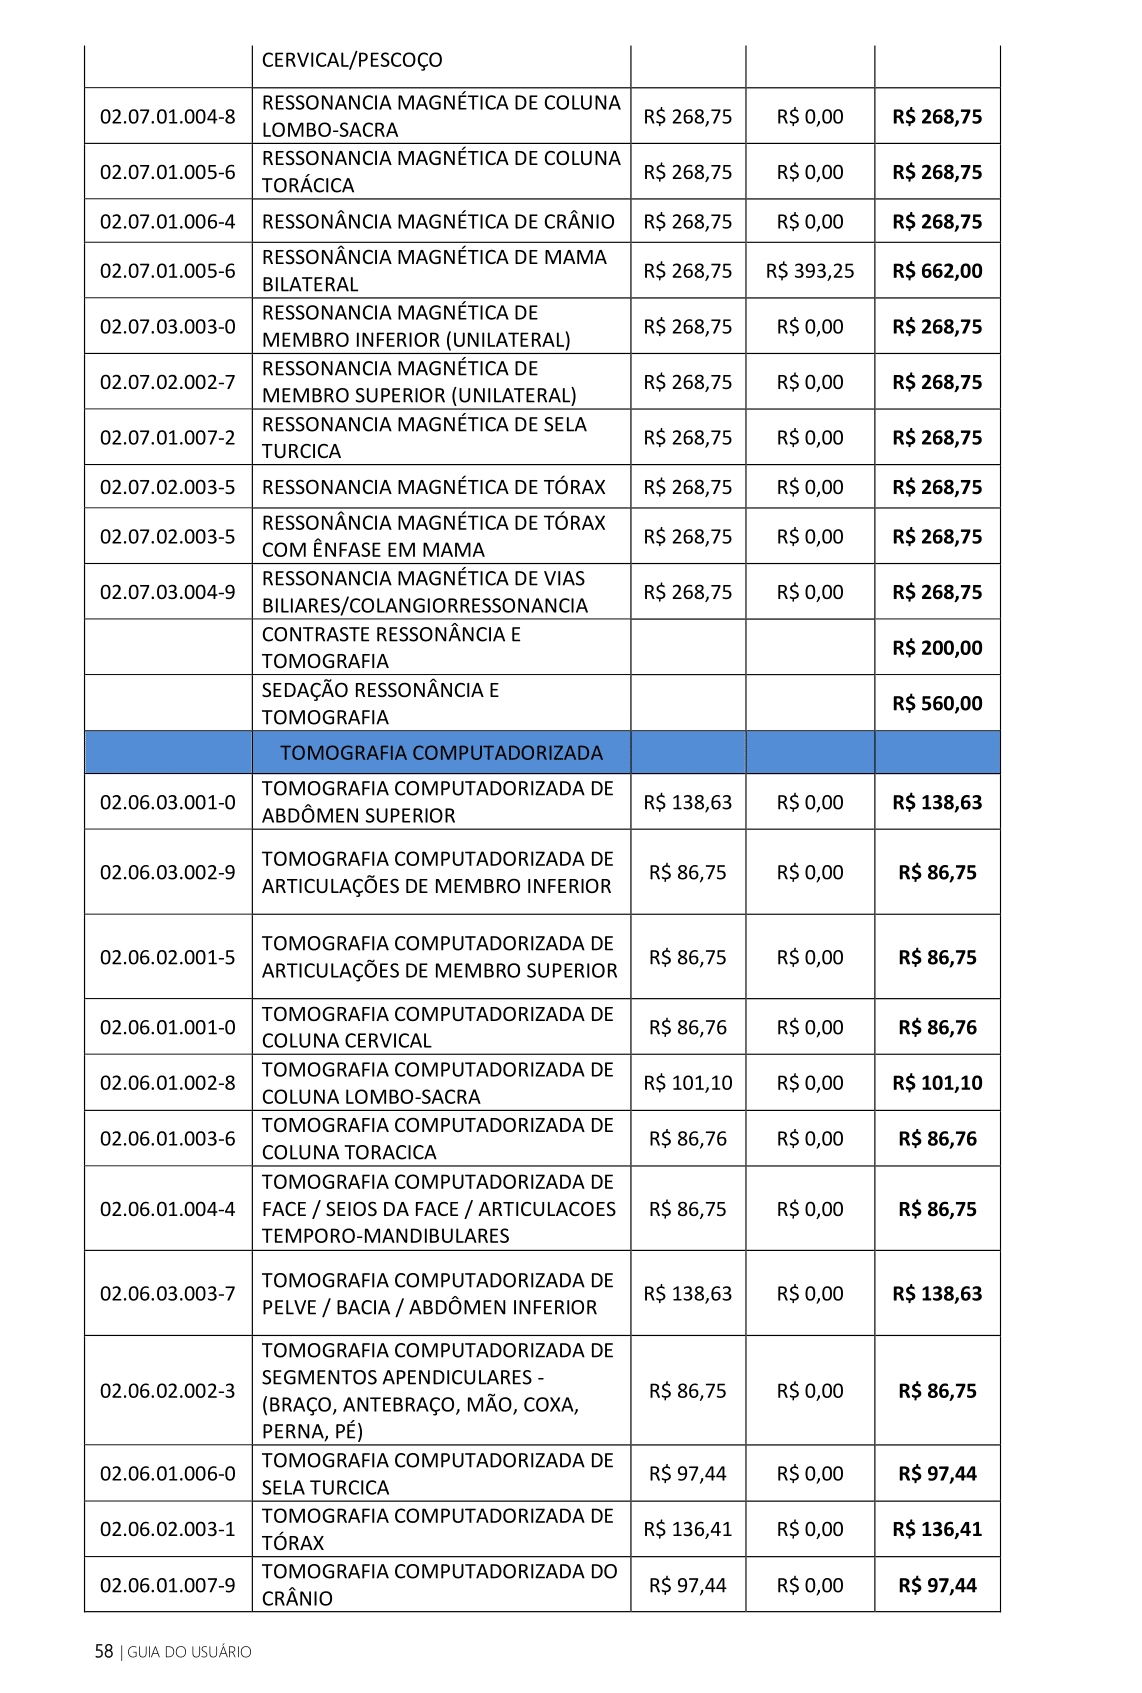 CERVICAL/PESCOÇO
02.07.01.004-8 RESSONANCIA MAGNÉTICA DE COLUNA LOMBO-SACRA R$ 268,75 R$ 0,00 R$ 268,75
02.07.01.005-6 RESSONANCIA MAGNÉTICA DE COLUNA TORÁCICA R$ 268,75 R$ 0,00 R$ 268,75
02.07.01.006-4 RESSONÂNCIA MAGNÉTICA DE CRÂNIO R$ 268,75 R$ 0,00 R$ 268,75
02.07.01.005-6 RESSONÂNCIA MAGNÉTICA DE MAMA BILATERAL R$ 268,75 R$ 393,25 R$ 662,00
02.07.03.003-0 RESSONANCIA MAGNÉTICA DE MEMBRO INFERIOR (UNILATERAL) R$ 268,75 R$ 0,00 R$ 268,75
02.07.02.002-7 RESSONANCIA MAGNÉTICA DE MEMBRO SUPERIOR (UNILATERAL) R$ 268,75 R$ 0,00 R$ 268,75
02.07.01.007-2 RESSONANCIA MAGNÉTICA DE SELA TURCICA R$ 268,75 R$ 0,00 R$ 268,75
02.07.02.003-5 RESSONANCIA MAGNÉTICA DE TÓRAX R$ 268,75 R$ 0,00 R$ 268,75
02.07.02.003-5 RESSONÂNCIA MAGNÉTICA DE TÓRAX COM ÊNFASE EM MAMA R$ 268,75 R$ 0,00 R$ 268,75
02.07.03.004-9 RESSONANCIA MAGNÉTICA DE VIAS BILIARES/COLANGIORRESSONANCIA R$ 268,75 R$ 0,00 R$ 268,75
CONTRASTE RESSONÂNCIA E TOMOGRAFIA R$ 200,00
SEDAÇÃO RESSONÂNCIA E TOMOGRAFIA R$ 560,00
TOMOGRAFIA COMPUTADORIZADA
02.06.03.001-0 TOMOGRAFIA COMPUTADORIZADA DE ABDÔMEN SUPERIOR R$ 138,63 R$ 0,00 R$ 138,63
02.06.03.002-9 TOMOGRAFIA COMPUTADORIZADA DE ARTICULAÇÕES DE MEMBRO INFERIOR R$ 86,75 R$ 0,00 R$ 86,75
02.06.02.001-5 TOMOGRAFIA COMPUTADORIZADA DE ARTICULAÇÕES DE MEMBRO SUPERIOR R$ 86,75 R$ 0,00 R$ 86,75
02.06.01.001-0 TOMOGRAFIA COMPUTADORIZADA DE COLUNA CERVICAL R$ 86,76 R$ 0,00 R$ 86,76
02.06.01.002-8 TOMOGRAFIA COMPUTADORIZADA DE COLUNA LOMBO-SACRA R$ 101,10 R$ 0,00 R$ 101,10
02.06.01.003-6 TOMOGRAFIA COMPUTADORIZADA DE COLUNA TORACICA R$ 86,76 R$ 0,00 R$ 86,76
02.06.01.004-4 TOMOGRAFIA COMPUTADORIZADA DE FACE / SEIOS DA FACE / ARTICULACOES TEMPORO-MANDIBULARES R$ 86,75 R$ 0,00 R$ 86,75
02.06.03.003-7 TOMOGRAFIA COMPUTADORIZADA DE PELVE / BACIA / ABDÔMEN INFERIOR R$ 138,63 R$ 0,00 R$ 138,63
02.06.02.002-3 TOMOGRAFIA COMPUTADORIZADA DE SEGMENTOS APENDICULARES - (BRAÇO, ANTEBRAÇO, MÃO, COXA, PERNA, PÉ) R$ 86,75 R$ 0,00 R$ 86,75
02.06.01.006-0 TOMOGRAFIA COMPUTADORIZADA DE SELA TURCICA R$ 97,44 R$ 0,00 R$ 97,44
02.06.02.003-1 TOMOGRAFIA COMPUTADORIZADA DE TÓRAX R$ 136,41 R$ 0,00 R$ 136,41
02.06.01.007-9 TOMOGRAFIA COMPUTADORIZADA DO CRÂNIO R$ 97,44 R$ 0,00 R$ 97,44
58 | GUIA DO USUÁRIO